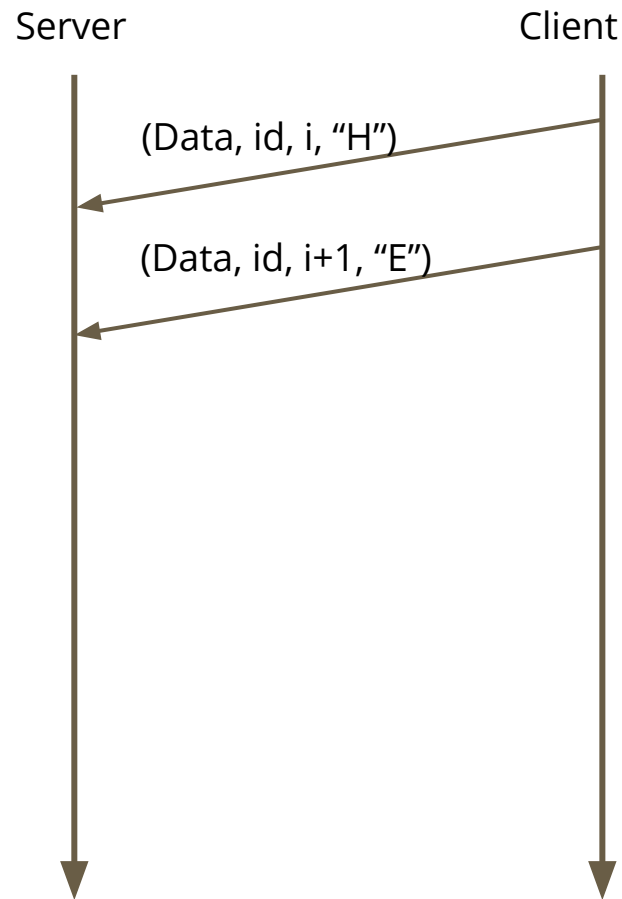 Server
Client
(Data, id, i, “H”)
(Data, id, i+1, “E”)